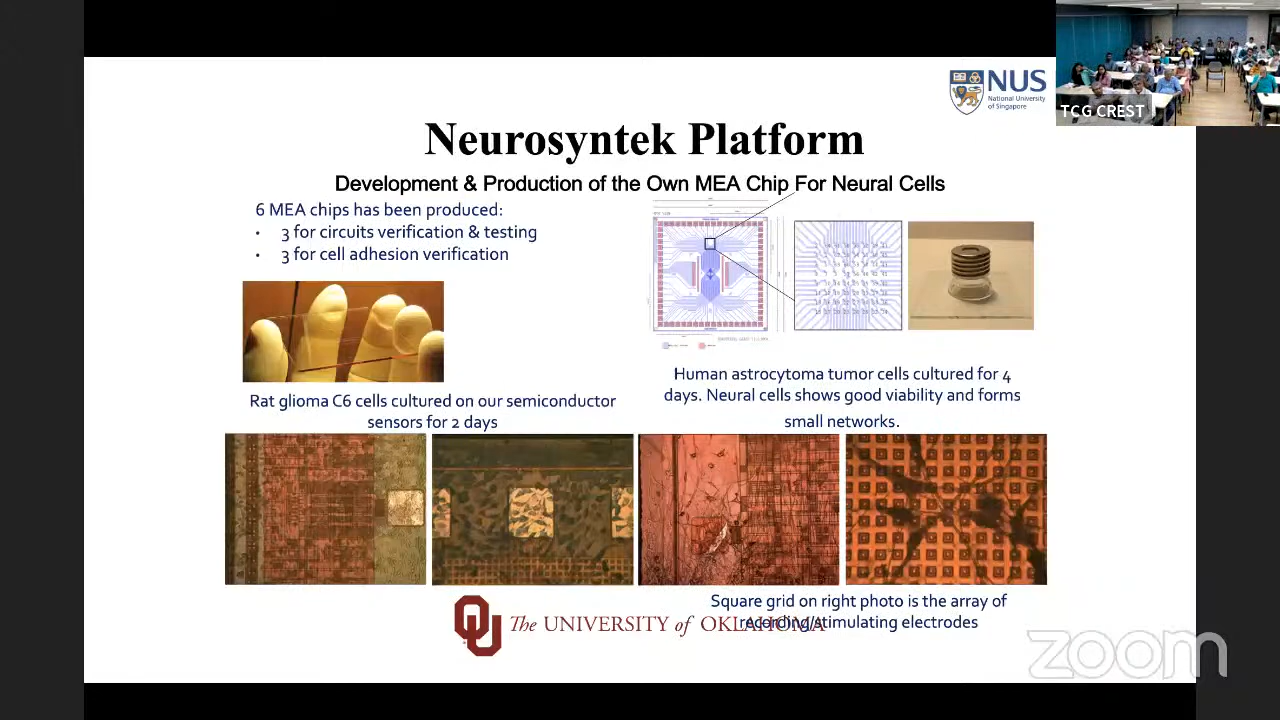 NUS
National University
of Singapore
TCG CREST
Neurosyntek Platform
Development & Production of the Own MEA Chip For Neural Cells
6 MEA chips has been produced:
• 3 for circuits verification & testing
• 3 for cell adhesion verification
Human astrocytoma tumor cells cultured for 4
days. Neural cells shows good viability and forms
small networks.
Rat glioma C6 cells cultured on our semiconductor
sensors for 2 days
Square grid on right photo is the array of
recording/stimulating electrodes
The UNIVERSITY of OKLAHOMA
zoom